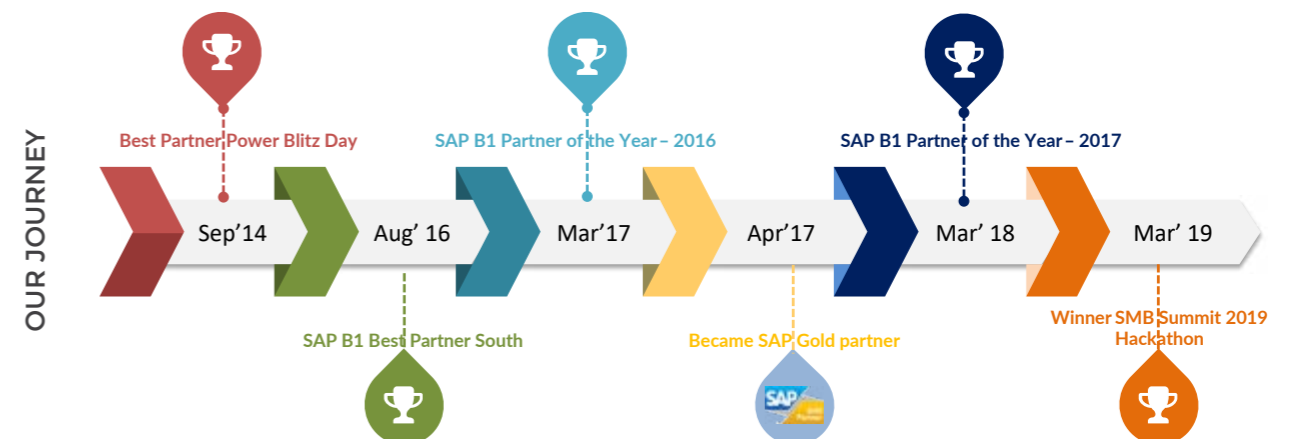 OUR JOURNEY
Best Partner Power Blitz Day
SAP B1 Partner of the Year – 2016
SAP B1 Partner of the Year – 2017
Sep’14
Aug’ 16
Mar’17
Apr’17
Mar’ 18
Mar’ 19
SAP B1 Best Partner South
Became SAP Gold partner
Winner SMB Summit 2019
Hackathon
SAP
Partner